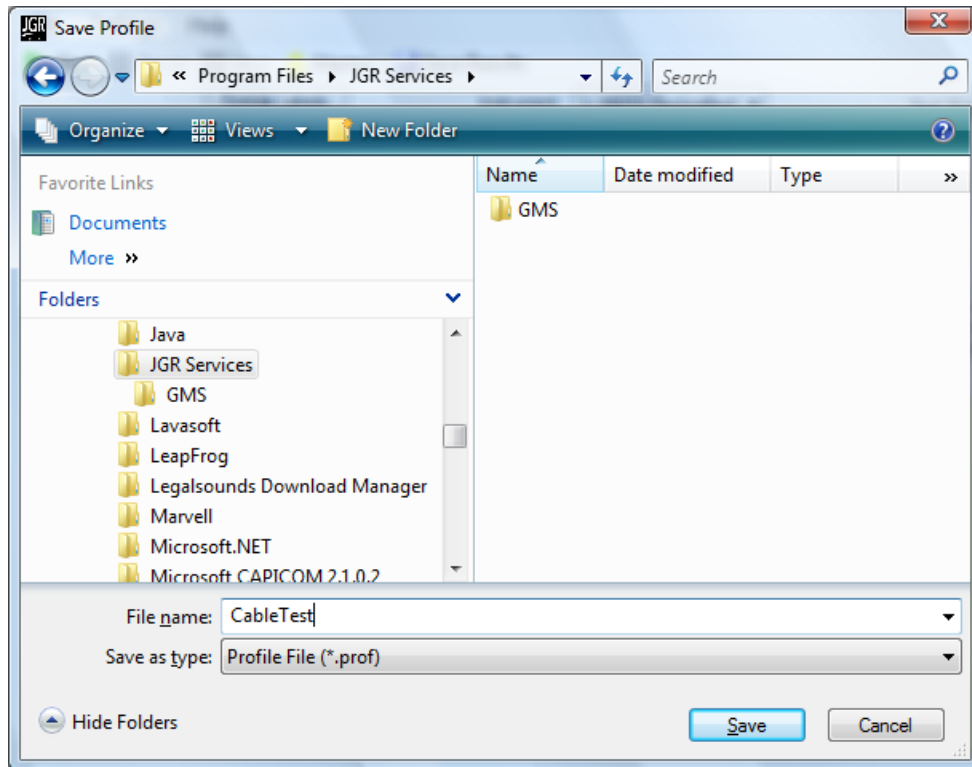 JGR Save Profile
« Program Files JGR Services Search
Organize Views New Folder
Favorite Links
Documents
More »
Folders
Java
JGR Services
GMS
Lavasoft
LeapFrog
Legalsounds Download Manager
Marvell
Microsoft.NET
Microsoft CAPICOM 2.1.0.2
Name Date modified Type »
GMS
File name: CableTest
Save as type: Profile File (*.prof)
Hide Folders Save Cancel